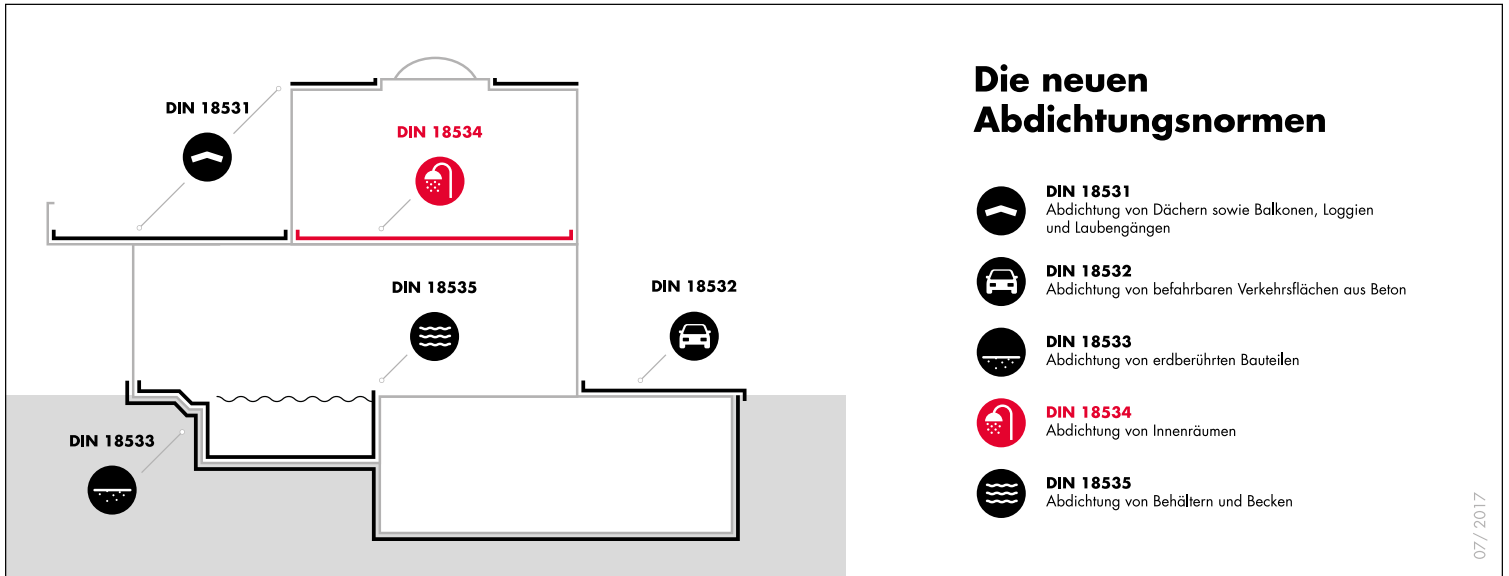 DIN 18531
DIN 18534
DIN 18535
DIN 18532
DIN 18533
Die neuen
Abdichtungsnormen
DIN 18531
Abdichtung von Dächern sowie Balkonen, Loggien
und Laubengängen
DIN 18532
Abdichtung von befahrbaren Verkehrsflächen aus Beton
DIN 18533
Abdichtung von erdberührten Bauteilen
DIN 18534
Abdichtung von Innenräumen
DIN 18535
Abdichtung von Behältern und Becken
07/2017